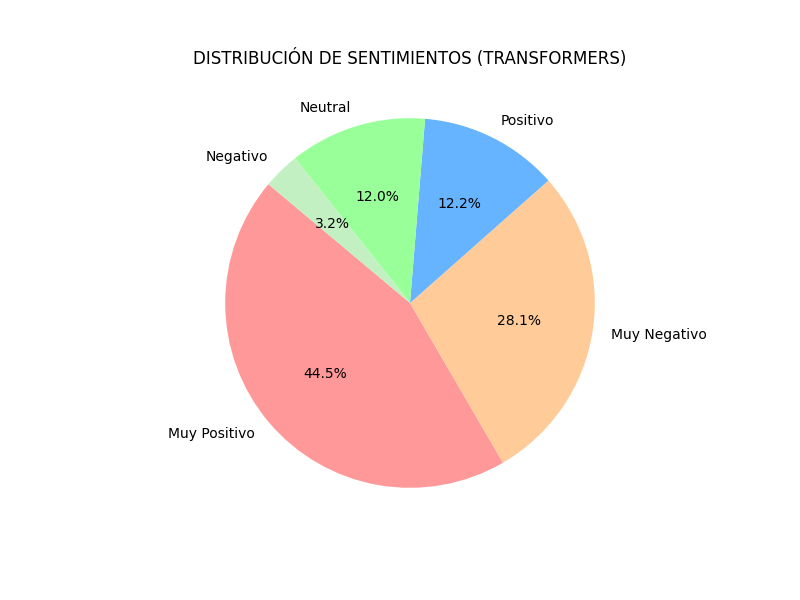 DISTRIBUCIÓN DE SENTIMIENTOS (TRANSFORMERS)
Neutral
Positivo
Negativo
12.0%
12.2%
3.2%
28.1%
Muy Negativo
44.5%
Muy Positivo